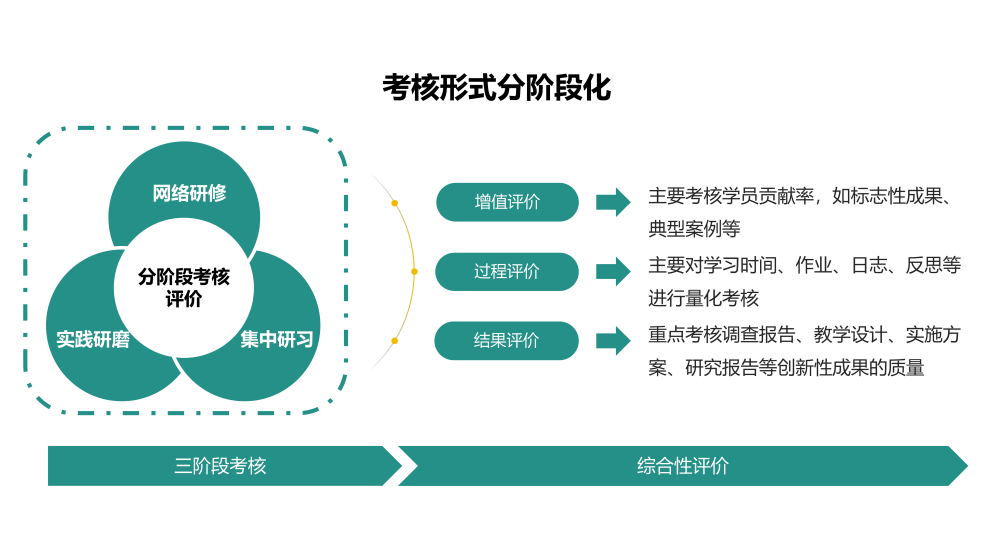 考核形式分阶段化
网络研修
分阶段考核
评价
实践研磨
集中研习
增值评价
主要考核学员贡献率，如标志性成果、
典型案例等
过程评价
主要对学习时间、作业、日志、反思等
进行量化考核
结果评价
重点考核调查报告、教学设计、实施方
案、研究报告等创新性成果的质量
三阶段考核
综合性评价